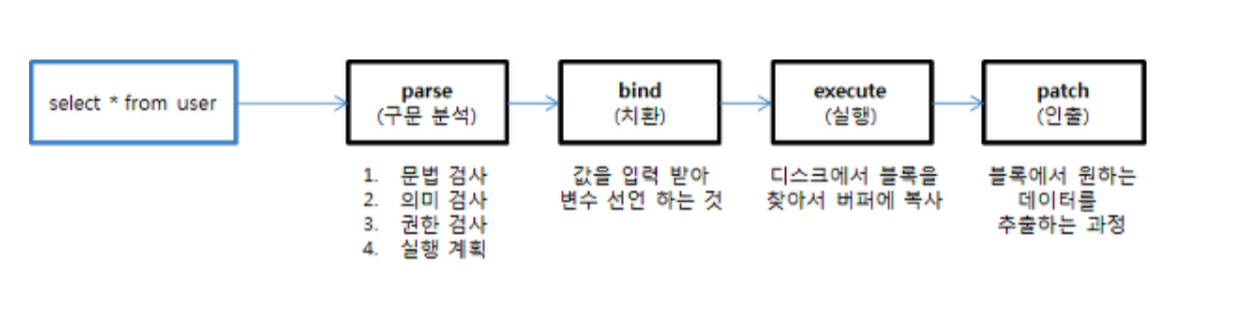 select * from user
parse
(구문 분석)
1. 문법 검사
2. 의미 검사
3. 권한 검사
4. 실행 계획
bind
(치환)
값을 입력 받아
변수 선언 하는 것
execute
(실행)
디스크에서 블록을
찾아서 버퍼에 복사
patch
(인출)
블록에서 원하는
데이터를
추출하는 과정